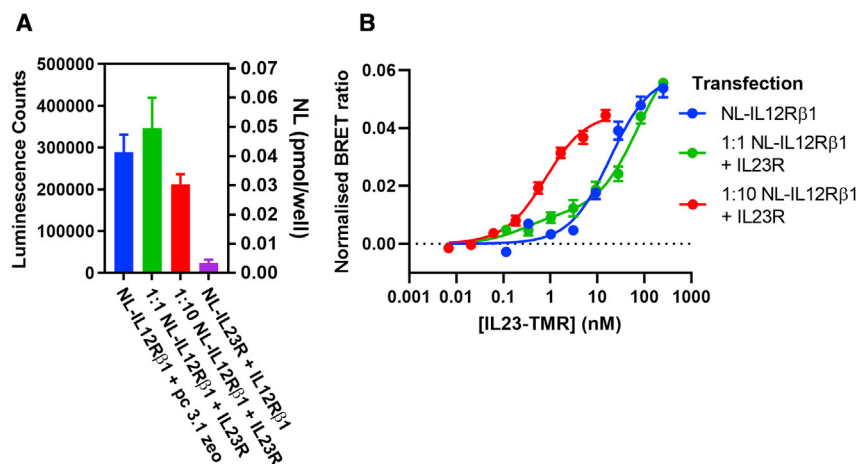 A
Luminescence Counts
500000
400000
300000
200000
100000
0
0.07
0.06
0.05
0.04
0.03
0.02
0.01
0.00
NL (pmol/well)
NL-IL12Rβ1 + pc 3.1 zeo
1:1 NL-IL12Rβ1 + IL23R
1:10 NL-IL12Rβ1 + IL23R
NL-IL23R + IL12Rβ1
B
Normalised BRET ratio
0.06
0.04
0.02
0.00
0.001 0.01 0.1 1 10 100 1000
[IL23-TMR] (nM)
Transfection
NL-IL12Rβ1
1:1 NL-IL12Rβ1
+ IL23R
1:10 NL-IL12Rβ1
+ IL23R